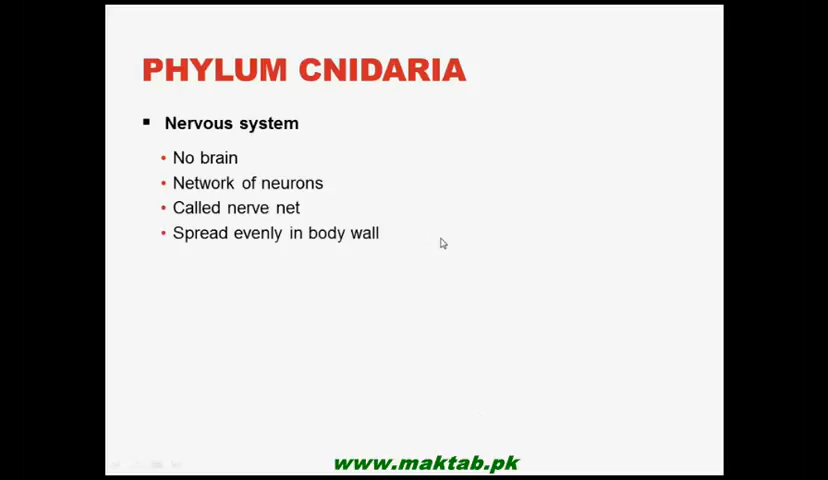 PHYLUM CNIDARIA
▪ Nervous system
• No brain
• Network of neurons
• Called nerve net
• Spread evenly in body wall
www.maktab.pk